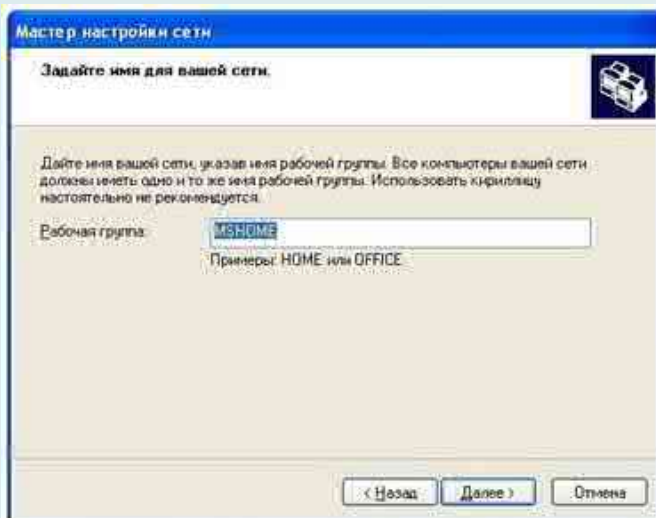 Мастер настройки сети
Задайте имя для вашей сети.
Дайте имя вашей сети, указав имя рабочей группы. Все компьютеры вашей сети
должны иметь одно и то же имя рабочей группы. Использовать кириллицу
настоятельно не рекомендуется.
Рабочая группа: MSHOME
Примеры: HOME или OFFICE
< Назад Далее > Отмена